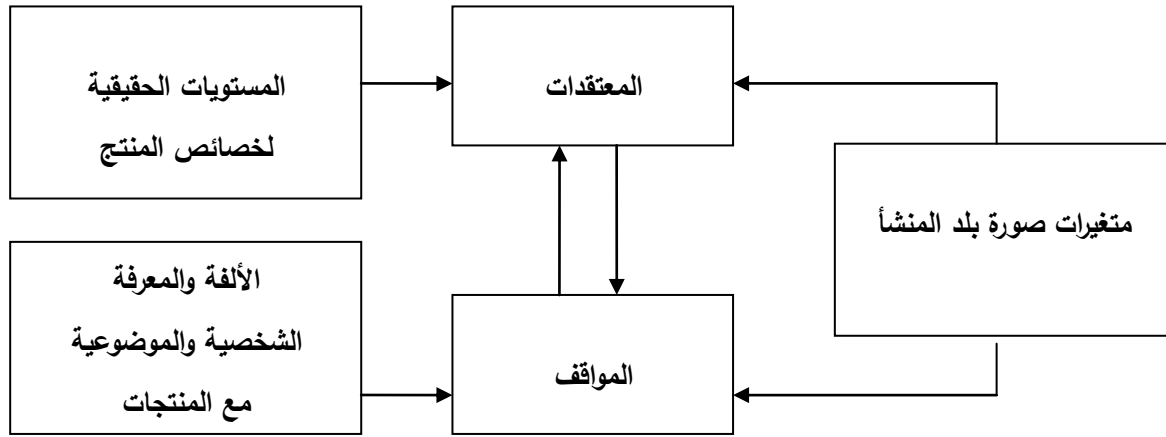 المستويات الحقيقية
لخصائص المنتج
المعتقدات
متغيرات صورة بلد المنشأ
الألفة والمعرفة
الشخصية والموضوعية
مع المنتجات
المواقف